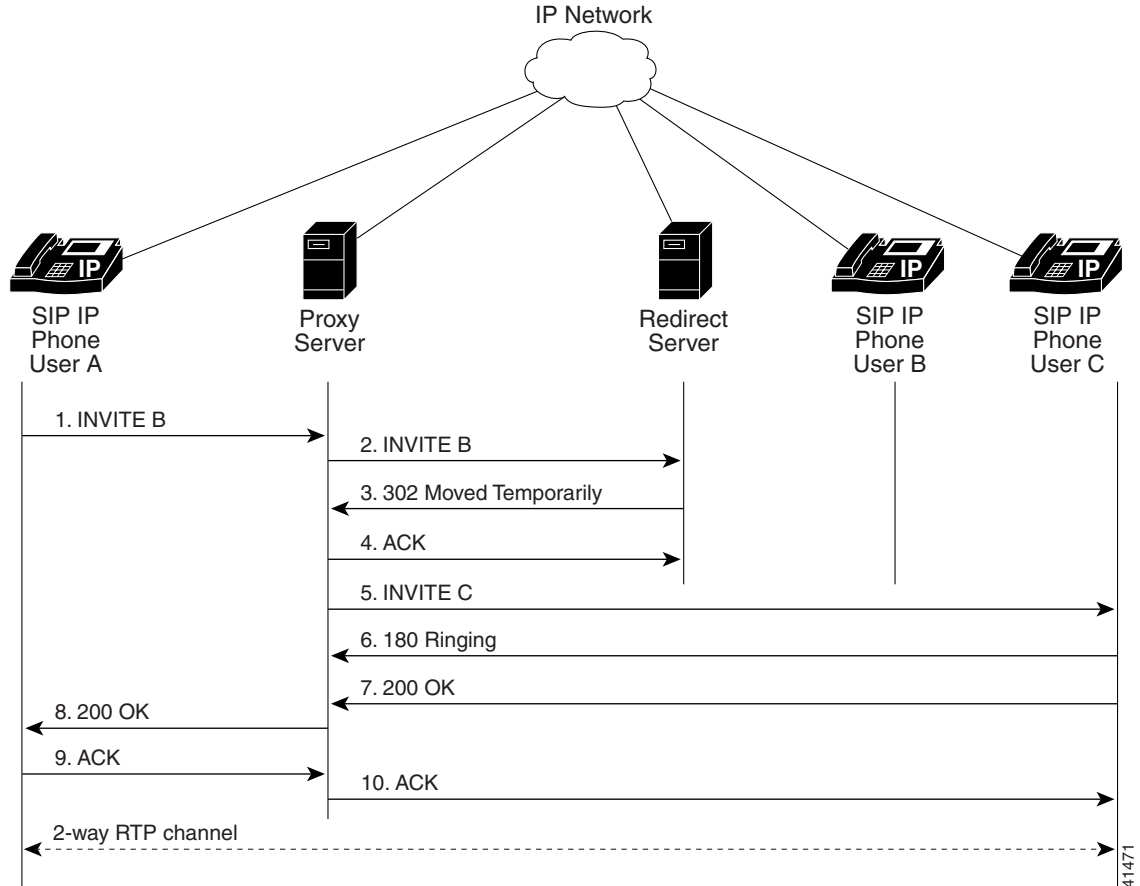 IP Network
IP
IP
IP
SIP IP
Phone
User A
Proxy
Server
Redirect
Server
SIP IP
Phone
User B
SIP IP
Phone
User C
1. INVITE B
2. INVITE B
3. 302 Moved Temporarily
4. ACK
5. INVITE C
6. 180 Ringing
7. 200 OK
8. 200 OK
9. ACK
10. ACK
2-way RTP channel
41471